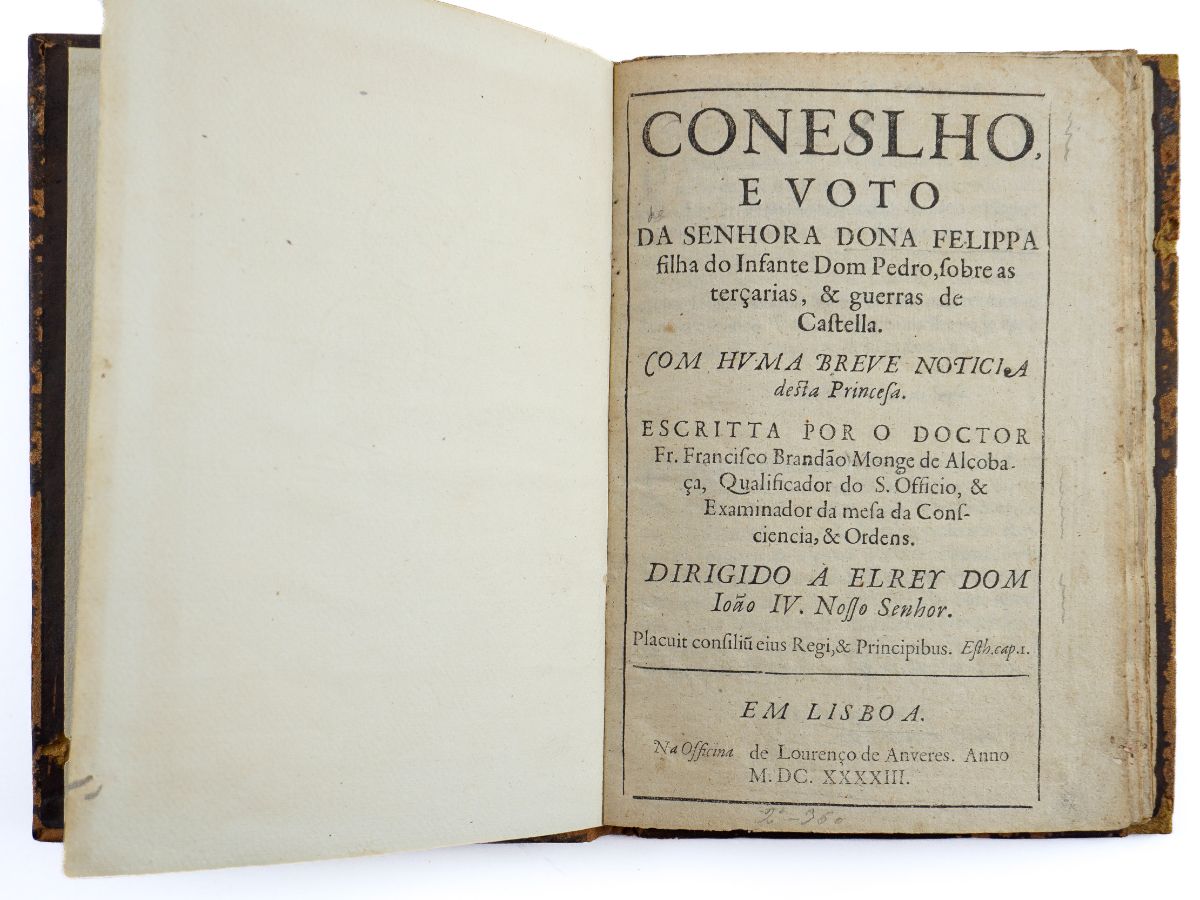 CONESLHO,
E VOTO
DA SENHORA DONA FELIPPA
filha do Infante Dom Pedro, ſobre as
terçarias, & guerras de
Caſtella.
COM HVMA BREVE NOTICIA
deſta Princeſa.
ESCRITTA POR O DOCTOR
Fr. Franciſco Brandão Monge de Alcoba-
ça, Qualificador do S. Officio, &
Examinador da meſa da Conſ-
ciencia, & Ordens.
DIRIGIDO A ELREY DOM
Ioão IV. Noſſo Senhor.
Placuit conſiliũ eius Regi, & Principibus. Eſth. cap. 1.
EM LISBOA.
Na Officina de Lourenço de Anveres. Anno
M. DC. XXXXIII.